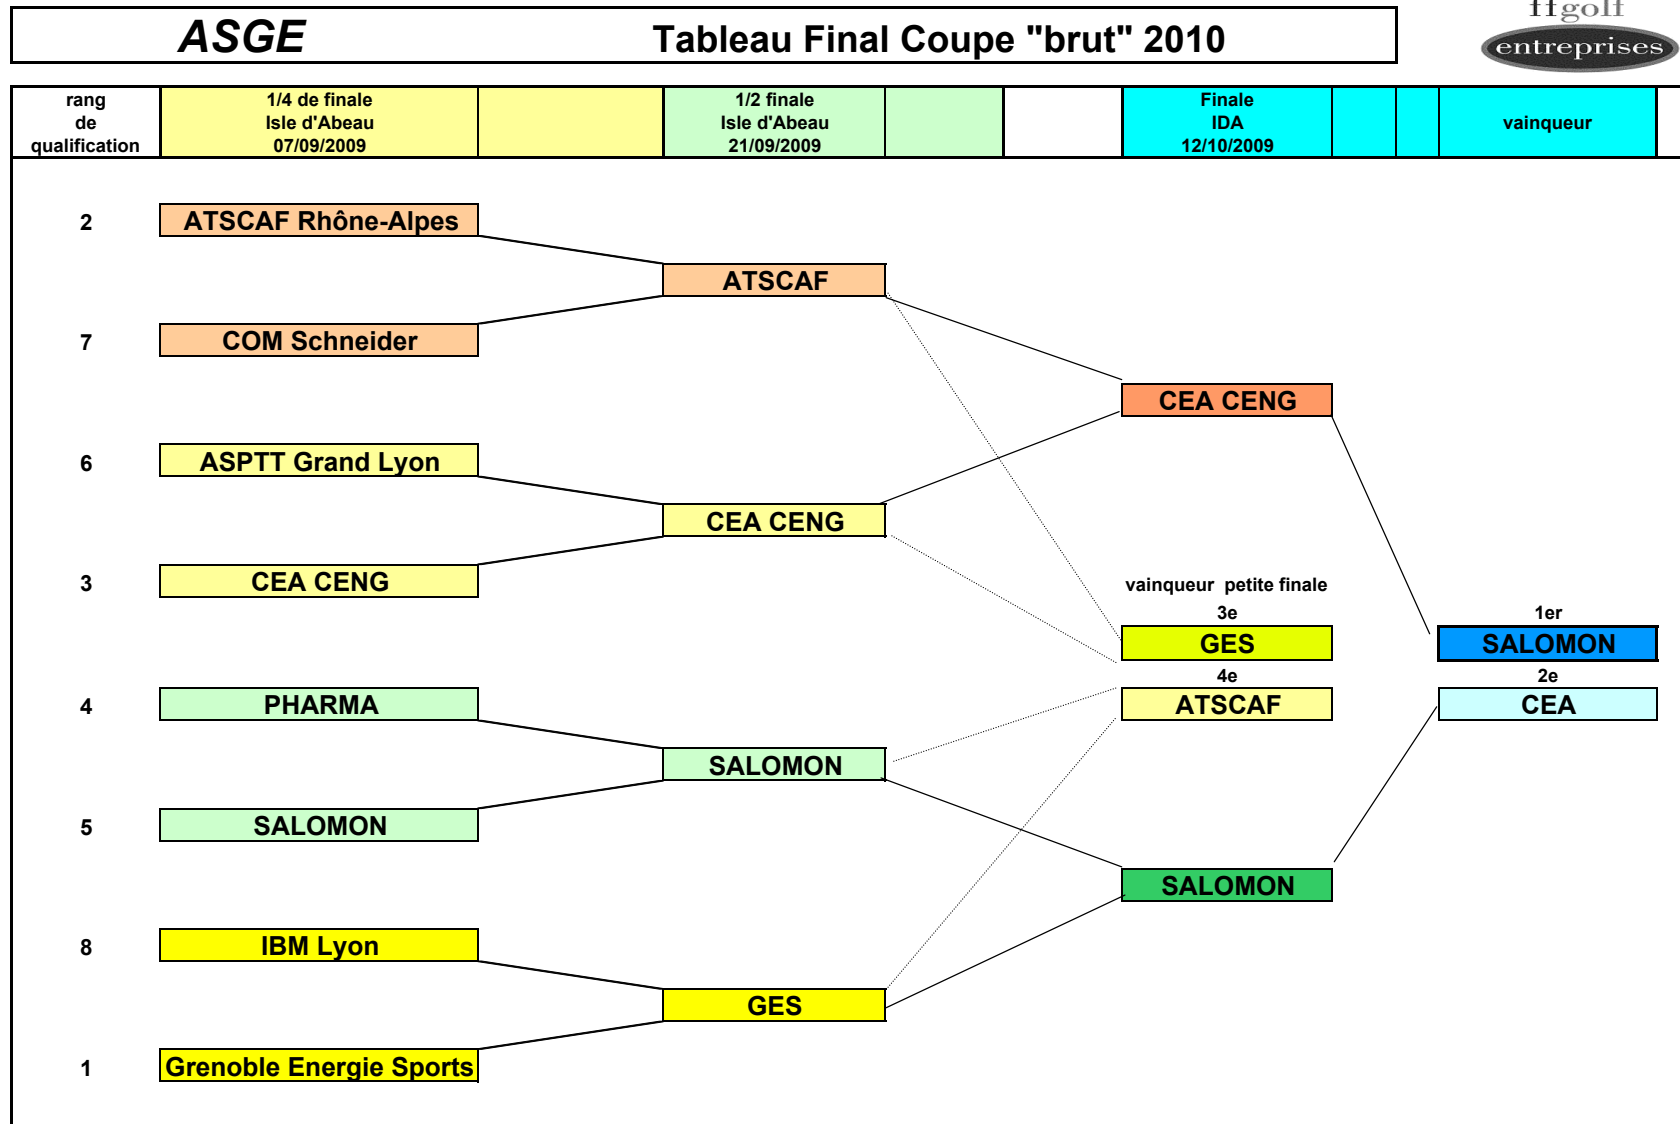 ffgolf
entreprises
ASGE
Tableau Final Coupe "brut" 2010
rang
de
qualification
1/4 de finale
Isle d'Abeau
07/09/2009
1/2 finale
Isle d'Abeau
21/09/2009
Finale
IDA
12/10/2009
vainqueur
2
ATSCAF Rhône-Alpes
ATSCAF
7
COM Schneider
CEA CENG
6
ASPTT Grand Lyon
CEA CENG
3
CEA CENG
vainqueur petite finale
3e
1er
GES
SALOMON
4e
2e
4
PHARMA
ATSCAF
CEA
SALOMON
5
SALOMON
SALOMON
8
IBM Lyon
GES
1
Grenoble Energie Sports